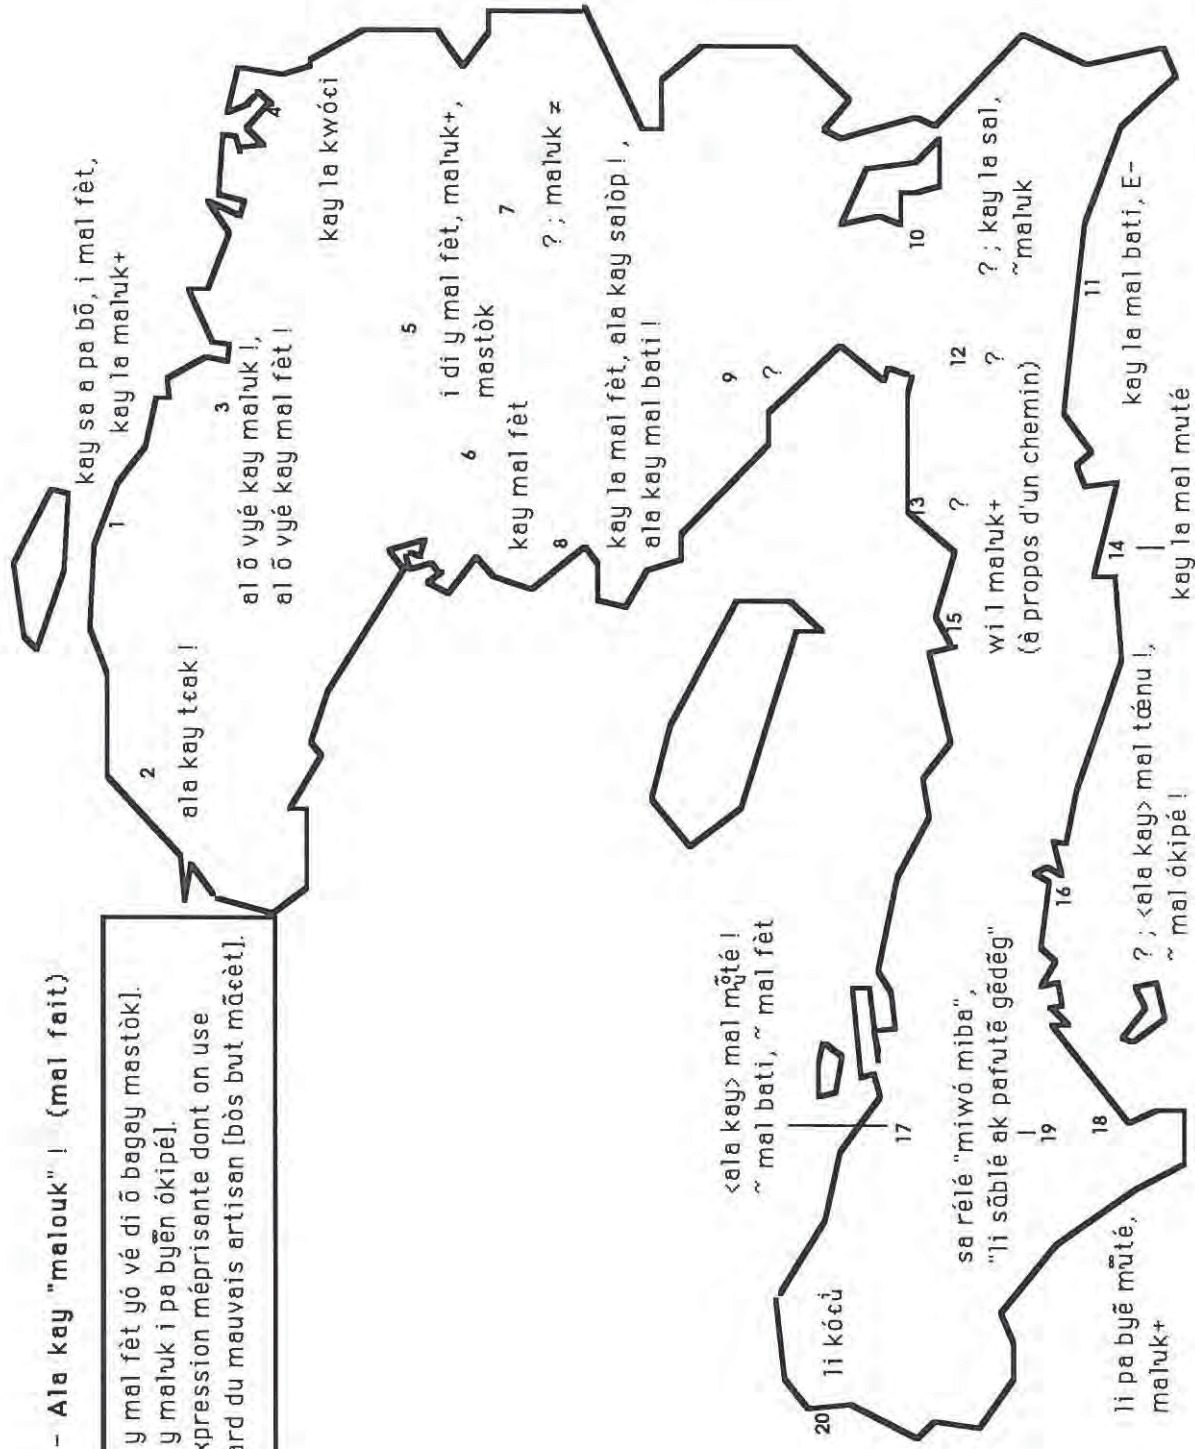 – Ala kay "malouk" ! (mal fait)
y mal fèt yó vé di õ bagay mastòk].
y maluk i pa byẽn ókipé].
xpression méprisante dont on use
ard du mauvais artisan [bòs but mãɛèt].
1
kay sa a pa bõ, i mal fèt,
kay la maluk+
2
ala kay tɛak !
3
al õ vyé kay maluk !,
al õ vyé kay mal fèt !
4
kay la kwóɛi
5
i di y mal fèt, maluk+,
mastòk
6
kay mal fèt
7
? ; maluk ≠
8
kay la mal fèt, ala kay salòp !,
ala kay mal bati !
9
?
10
? ; kay la sal,
~maluk
11
kay la mal bati, E-
12
?
13
?
14
kay la mal muté
15
wi l maluk+
(à propos d'un chemin)
16
? ; <ala kay> mal tœ́nu !,
~ mal ókipé !
17
<ala kay> mal !
~ mal bati, ~ mal fèt
18
li pa byẽ mũté,
maluk+
19
sa rélé "miwó miba",
"li sãblé ak pafutẽ gẽdẽg"
20
li kóɛi